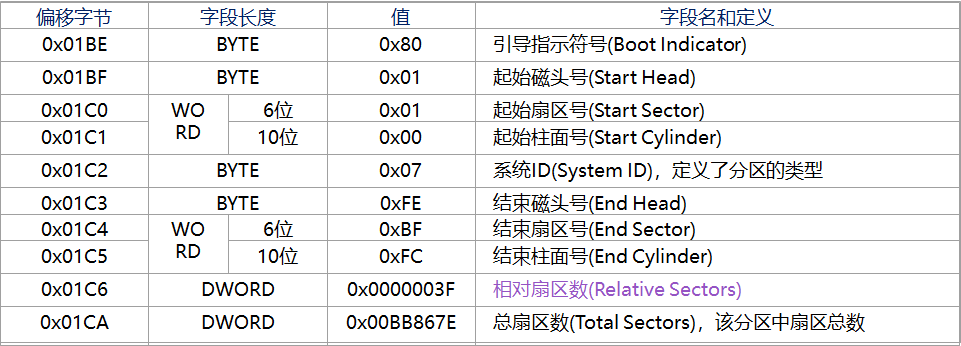 偏移字节 字段长度 值 字段名和定义
0x01BE BYTE 0x80 引导指示符号(Boot Indicator)
0x01BF BYTE 0x01 起始磁头号(Start Head)
0x01C0 WO 6位 0x01 起始扇区号(Start Sector)
0x01C1 RD 10位 0x00 起始柱面号(Start Cylinder)
0x01C2 BYTE 0x07 系统ID(System ID)，定义了分区的类型
0x01C3 BYTE 0xFE 结束磁头号(End Head)
0x01C4 WO 6位 0xBF 结束扇区号(End Sector)
0x01C5 RD 10位 0xFC 结束柱面号(End Cylinder)
0x01C6 DWORD 0x0000003F 相对扇区数(Relative Sectors)
0x01CA DWORD 0x00BB867E 总扇区数(Total Sectors)，该分区中扇区总数